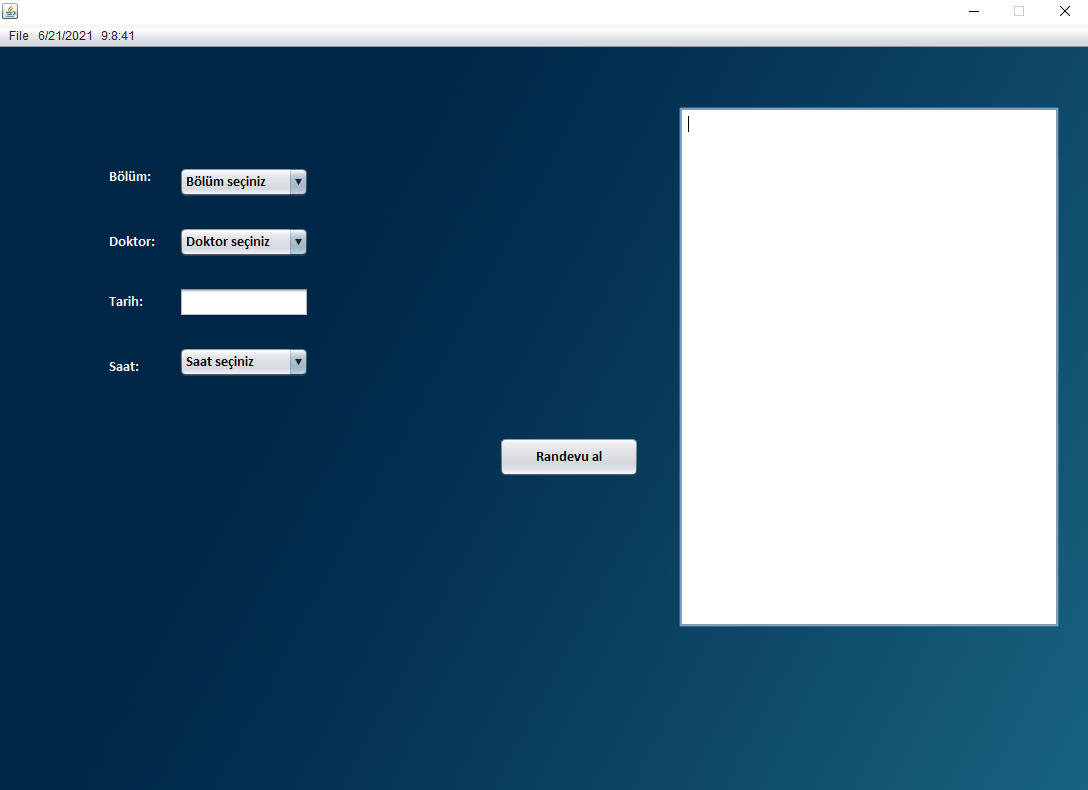 File 6/21/2021 9:8:41
Bölüm: Bölüm seçiniz
Doktor: Doktor seçiniz
Tarih:
Saat: Saat seçiniz
Randevu al